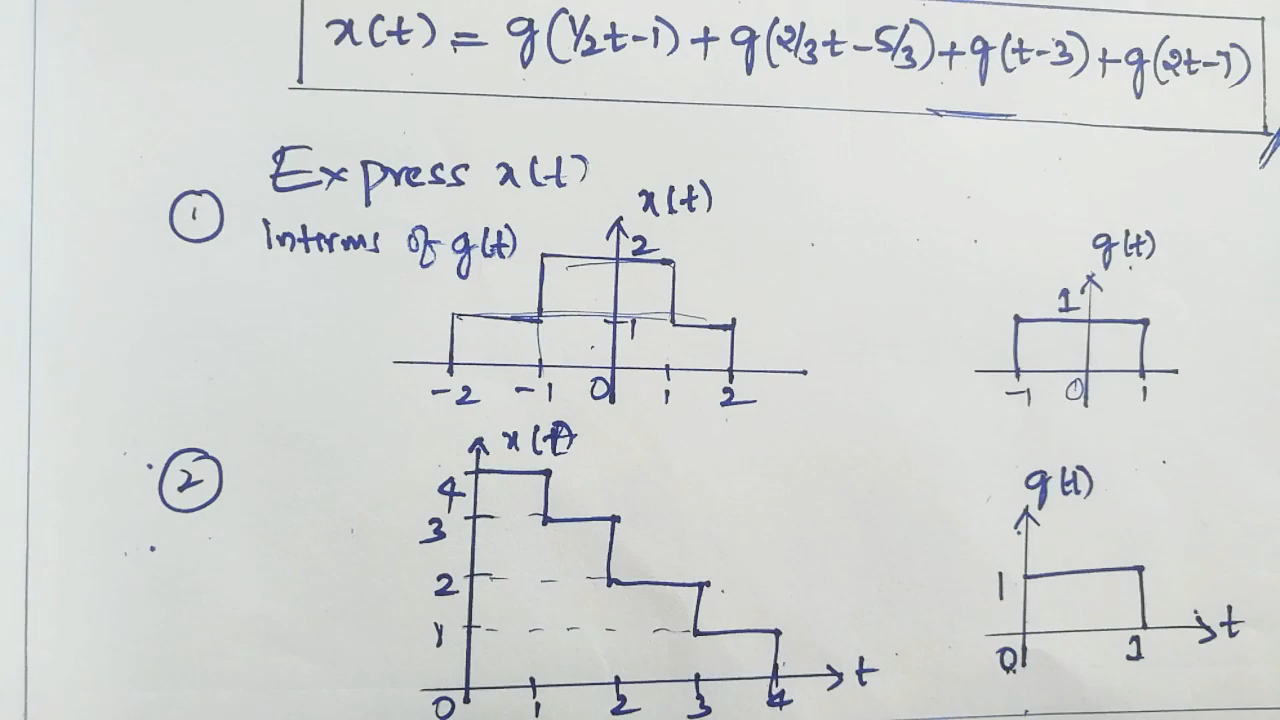 x(t) = g(1/2t-1) + g(2/3t-5/3) + g(t-3) + g(2t-7)
Express x(t)
① interms of g(t)
x(t)
2
1
-2 -1 0 1 2
g(t)
1
-1 0 1
② x(t)
4
3
2
1
0 1 2 3 4 t
g(t)
1
0 1 t